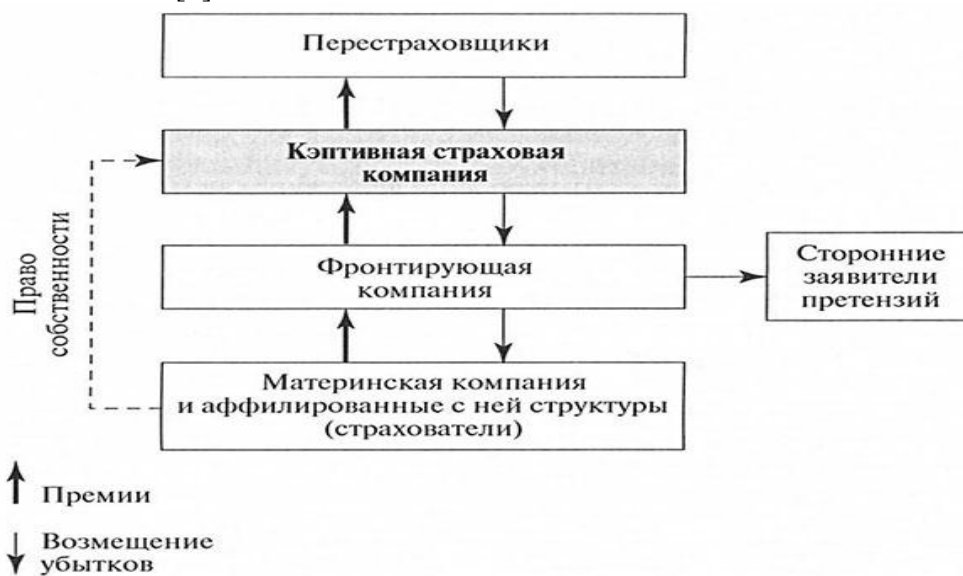 Перестраховщики
Кэптивная страховая
компания
Право
собственности
Фронтирующая
компания
Сторонние
заявители
претензий
Материнская компания
и аффилированные с ней структуры
(страхователи)
Премии
Возмещение
убытков